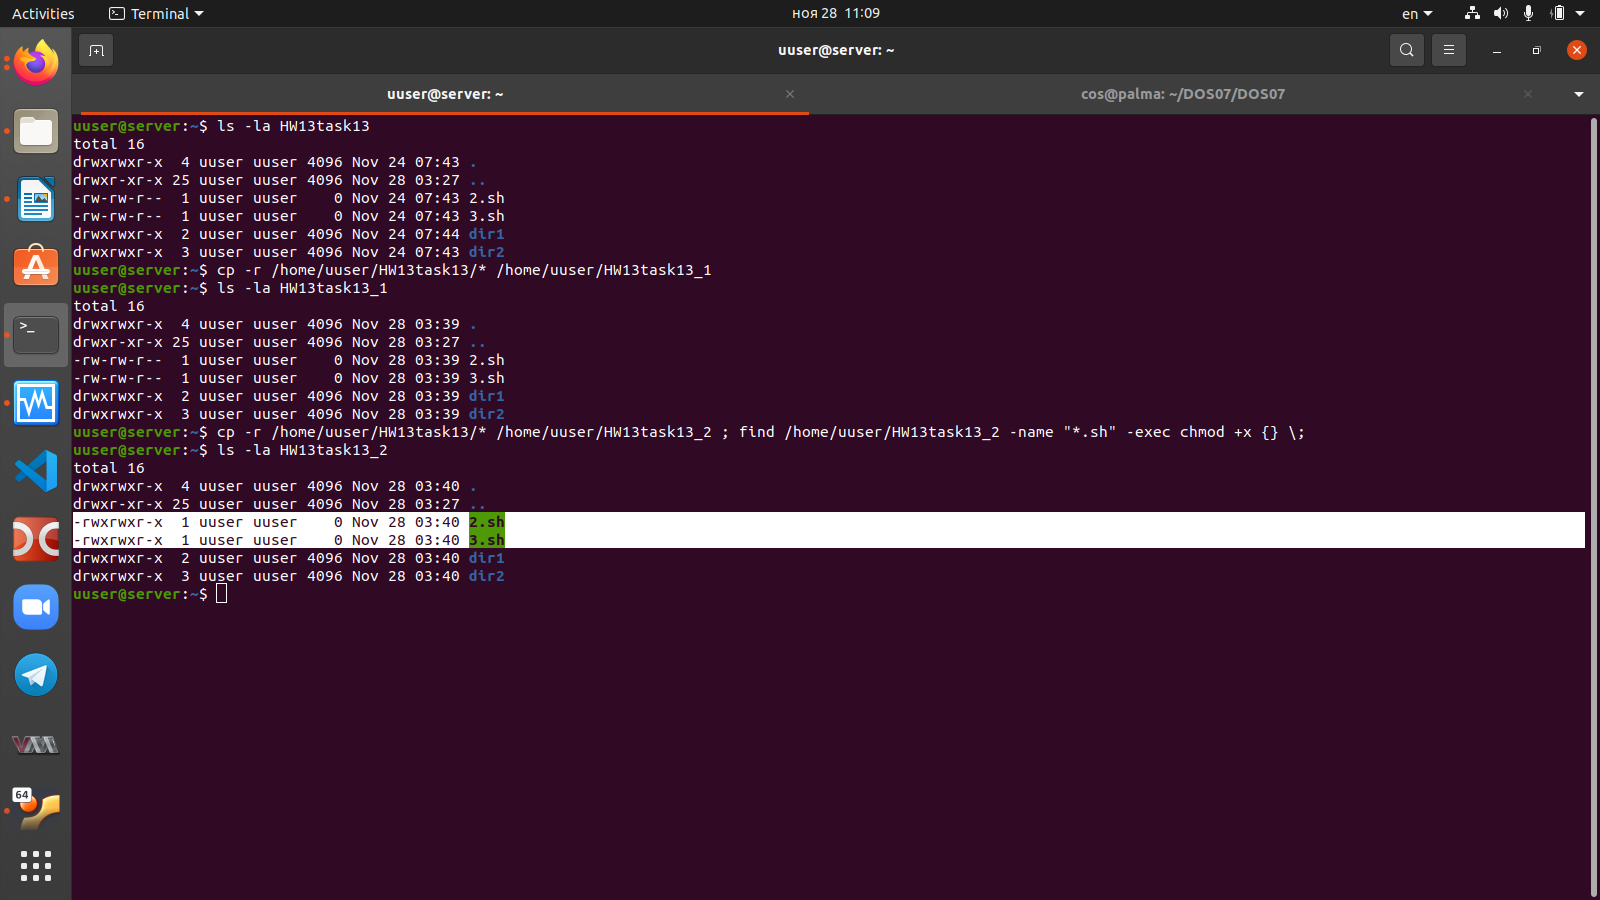 Activities
Terminal
ноя 28 11:09
en
uuser@server: ~
uuser@server: ~
cos@palma: ~/DOS07/DOS07
uuser@server:~$ ls -la HW13task13
total 16
drwxrwxr-x  4 uuser uuser 4096 Nov 24 07:43 .
drwxr-xr-x 25 uuser uuser 4096 Nov 28 03:27 ..
-rw-rw-r--  1 uuser uuser    0 Nov 24 07:43 2.sh
-rw-rw-r--  1 uuser uuser    0 Nov 24 07:43 3.sh
drwxrwxr-x  2 uuser uuser 4096 Nov 24 07:44 dir1
drwxrwxr-x  3 uuser uuser 4096 Nov 24 07:43 dir2
uuser@server:~$ cp -r /home/uuser/HW13task13/* /home/uuser/HW13task13_1
uuser@server:~$ ls -la HW13task13_1
total 16
drwxrwxr-x  4 uuser uuser 4096 Nov 28 03:39 .
drwxr-xr-x 25 uuser uuser 4096 Nov 28 03:27 ..
-rw-rw-r--  1 uuser uuser    0 Nov 28 03:39 2.sh
-rw-rw-r--  1 uuser uuser    0 Nov 28 03:39 3.sh
drwxrwxr-x  2 uuser uuser 4096 Nov 28 03:39 dir1
drwxrwxr-x  3 uuser uuser 4096 Nov 28 03:39 dir2
uuser@server:~$ cp -r /home/uuser/HW13task13/* /home/uuser/HW13task13_2 ; find /home/uuser/HW13task13_2 -name "*.sh" -exec chmod +x {} \;
uuser@server:~$ ls -la HW13task13_2
total 16
drwxrwxr-x  4 uuser uuser 4096 Nov 28 03:40 .
drwxr-xr-x 25 uuser uuser 4096 Nov 28 03:27 ..
-rwxrwxr-x  1 uuser uuser    0 Nov 28 03:40 2.sh
-rwxrwxr-x  1 uuser uuser    0 Nov 28 03:40 3.sh
drwxrwxr-x  2 uuser uuser 4096 Nov 28 03:40 dir1
drwxrwxr-x  3 uuser uuser 4096 Nov 28 03:40 dir2
uuser@server:~$
64